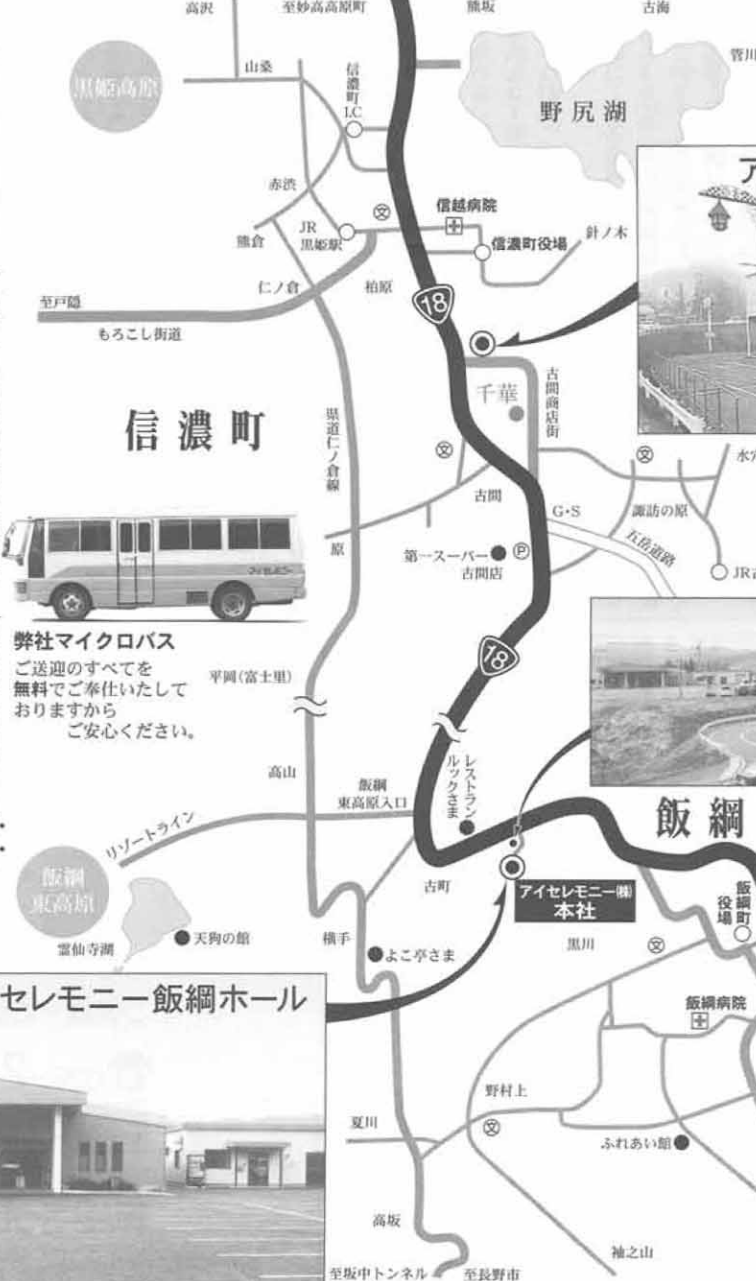 高沢
至妙高高原町
熊坂
古海
菅川
黒姫高原
山桑
信濃町I.C
野尻湖
ア
赤渋
熊倉
JR
黒姫駅
信越病院
信濃町役場
針ノ木
仁ノ倉
柏原
18
至戸隠
もろこし街道
千華
古間商店街
信濃町
県道仁ノ倉線
古間
G・S
諏訪の原
五岳道路
原
第一スーパー
古間店
P
JR
弊社マイクロバス
ご送迎のすべてを
無料でご奉仕いたして
おりますから
ご安心ください。
平岡(富士里)
18
高山
飯綱
東高原入口
レストラン
ルックさま
リゾートライン
飯綱
飯綱
東高原
古町
アイセレモニー㈱
本社
飯綱町
役場
霊仙寺湖
天狗の館
横手
よこ亭さま
黒川
セレモニー飯綱ホール
飯綱病院
野村上
夏川
ふれあい館
高坂
袖之山
至坂中トンネル
至長野市